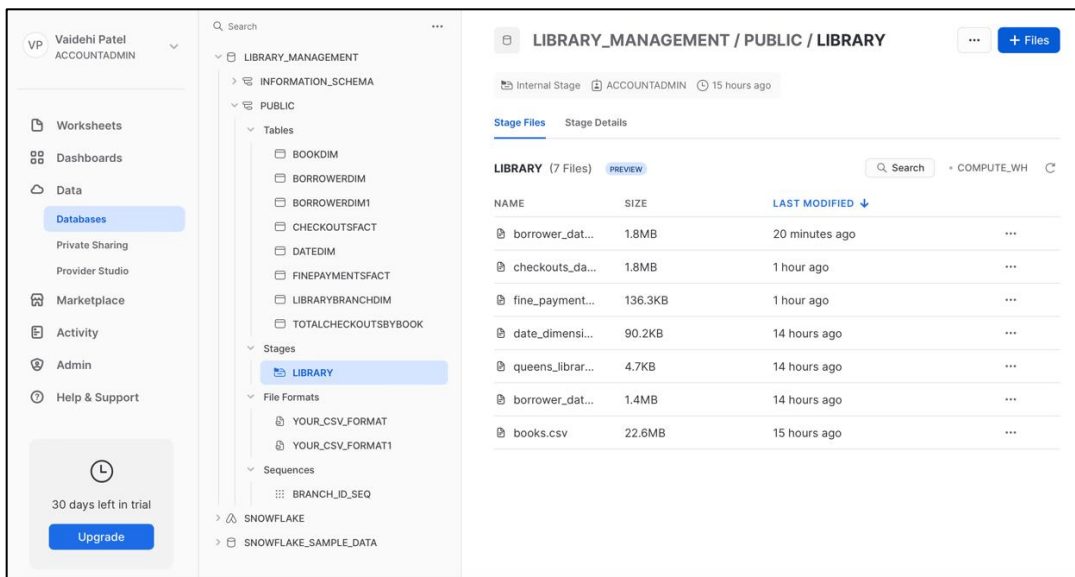 VP
Vaidehi Patel
ACCOUNTADMIN
Worksheets
Dashboards
Data
Databases
Private Sharing
Provider Studio
Marketplace
Activity
Admin
Help & Support
30 days left in trial
Upgrade
Search
LIBRARY_MANAGEMENT
INFORMATION_SCHEMA
PUBLIC
Tables
BOOKDIM
BORROWERDIM
BORROWERDIM1
CHECKOUTSFACT
DATEDIM
FINEPAYMENTSFACT
LIBRARYBRANCHDIM
TOTALCHECKOUTSBYBOOK
Stages
LIBRARY
File Formats
YOUR_CSV_FORMAT
YOUR_CSV_FORMAT1
Sequences
BRANCH_ID_SEQ
SNOWFLAKE
SNOWFLAKE_SAMPLE_DATA
LIBRARY_MANAGEMENT / PUBLIC / LIBRARY
+ Files
Internal Stage ACCOUNTADMIN 15 hours ago
Stage Files Stage Details
LIBRARY (7 Files) PREVIEW Search COMPUTE_WH
NAME SIZE LAST MODIFIED
borrower_dat... 1.8MB 20 minutes ago
checkouts_da... 1.8MB 1 hour ago
fine_payment... 136.3KB 1 hour ago
date_dimensi... 90.2KB 14 hours ago
queens_librar... 4.7KB 14 hours ago
borrower_dat... 1.4MB 14 hours ago
books.csv 22.6MB 15 hours ago